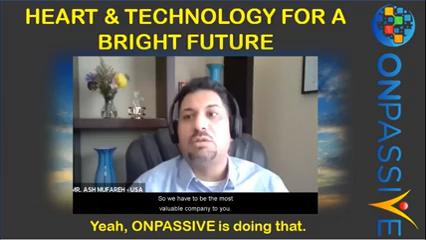 HEART & TECHNOLOGY FOR A
BRIGHT FUTURE
ONPASSIVE
MR. ASH MUFAREH - USA
So we have to be the most
valuable company to you.
Yeah, ONPASSIVE is doing that.